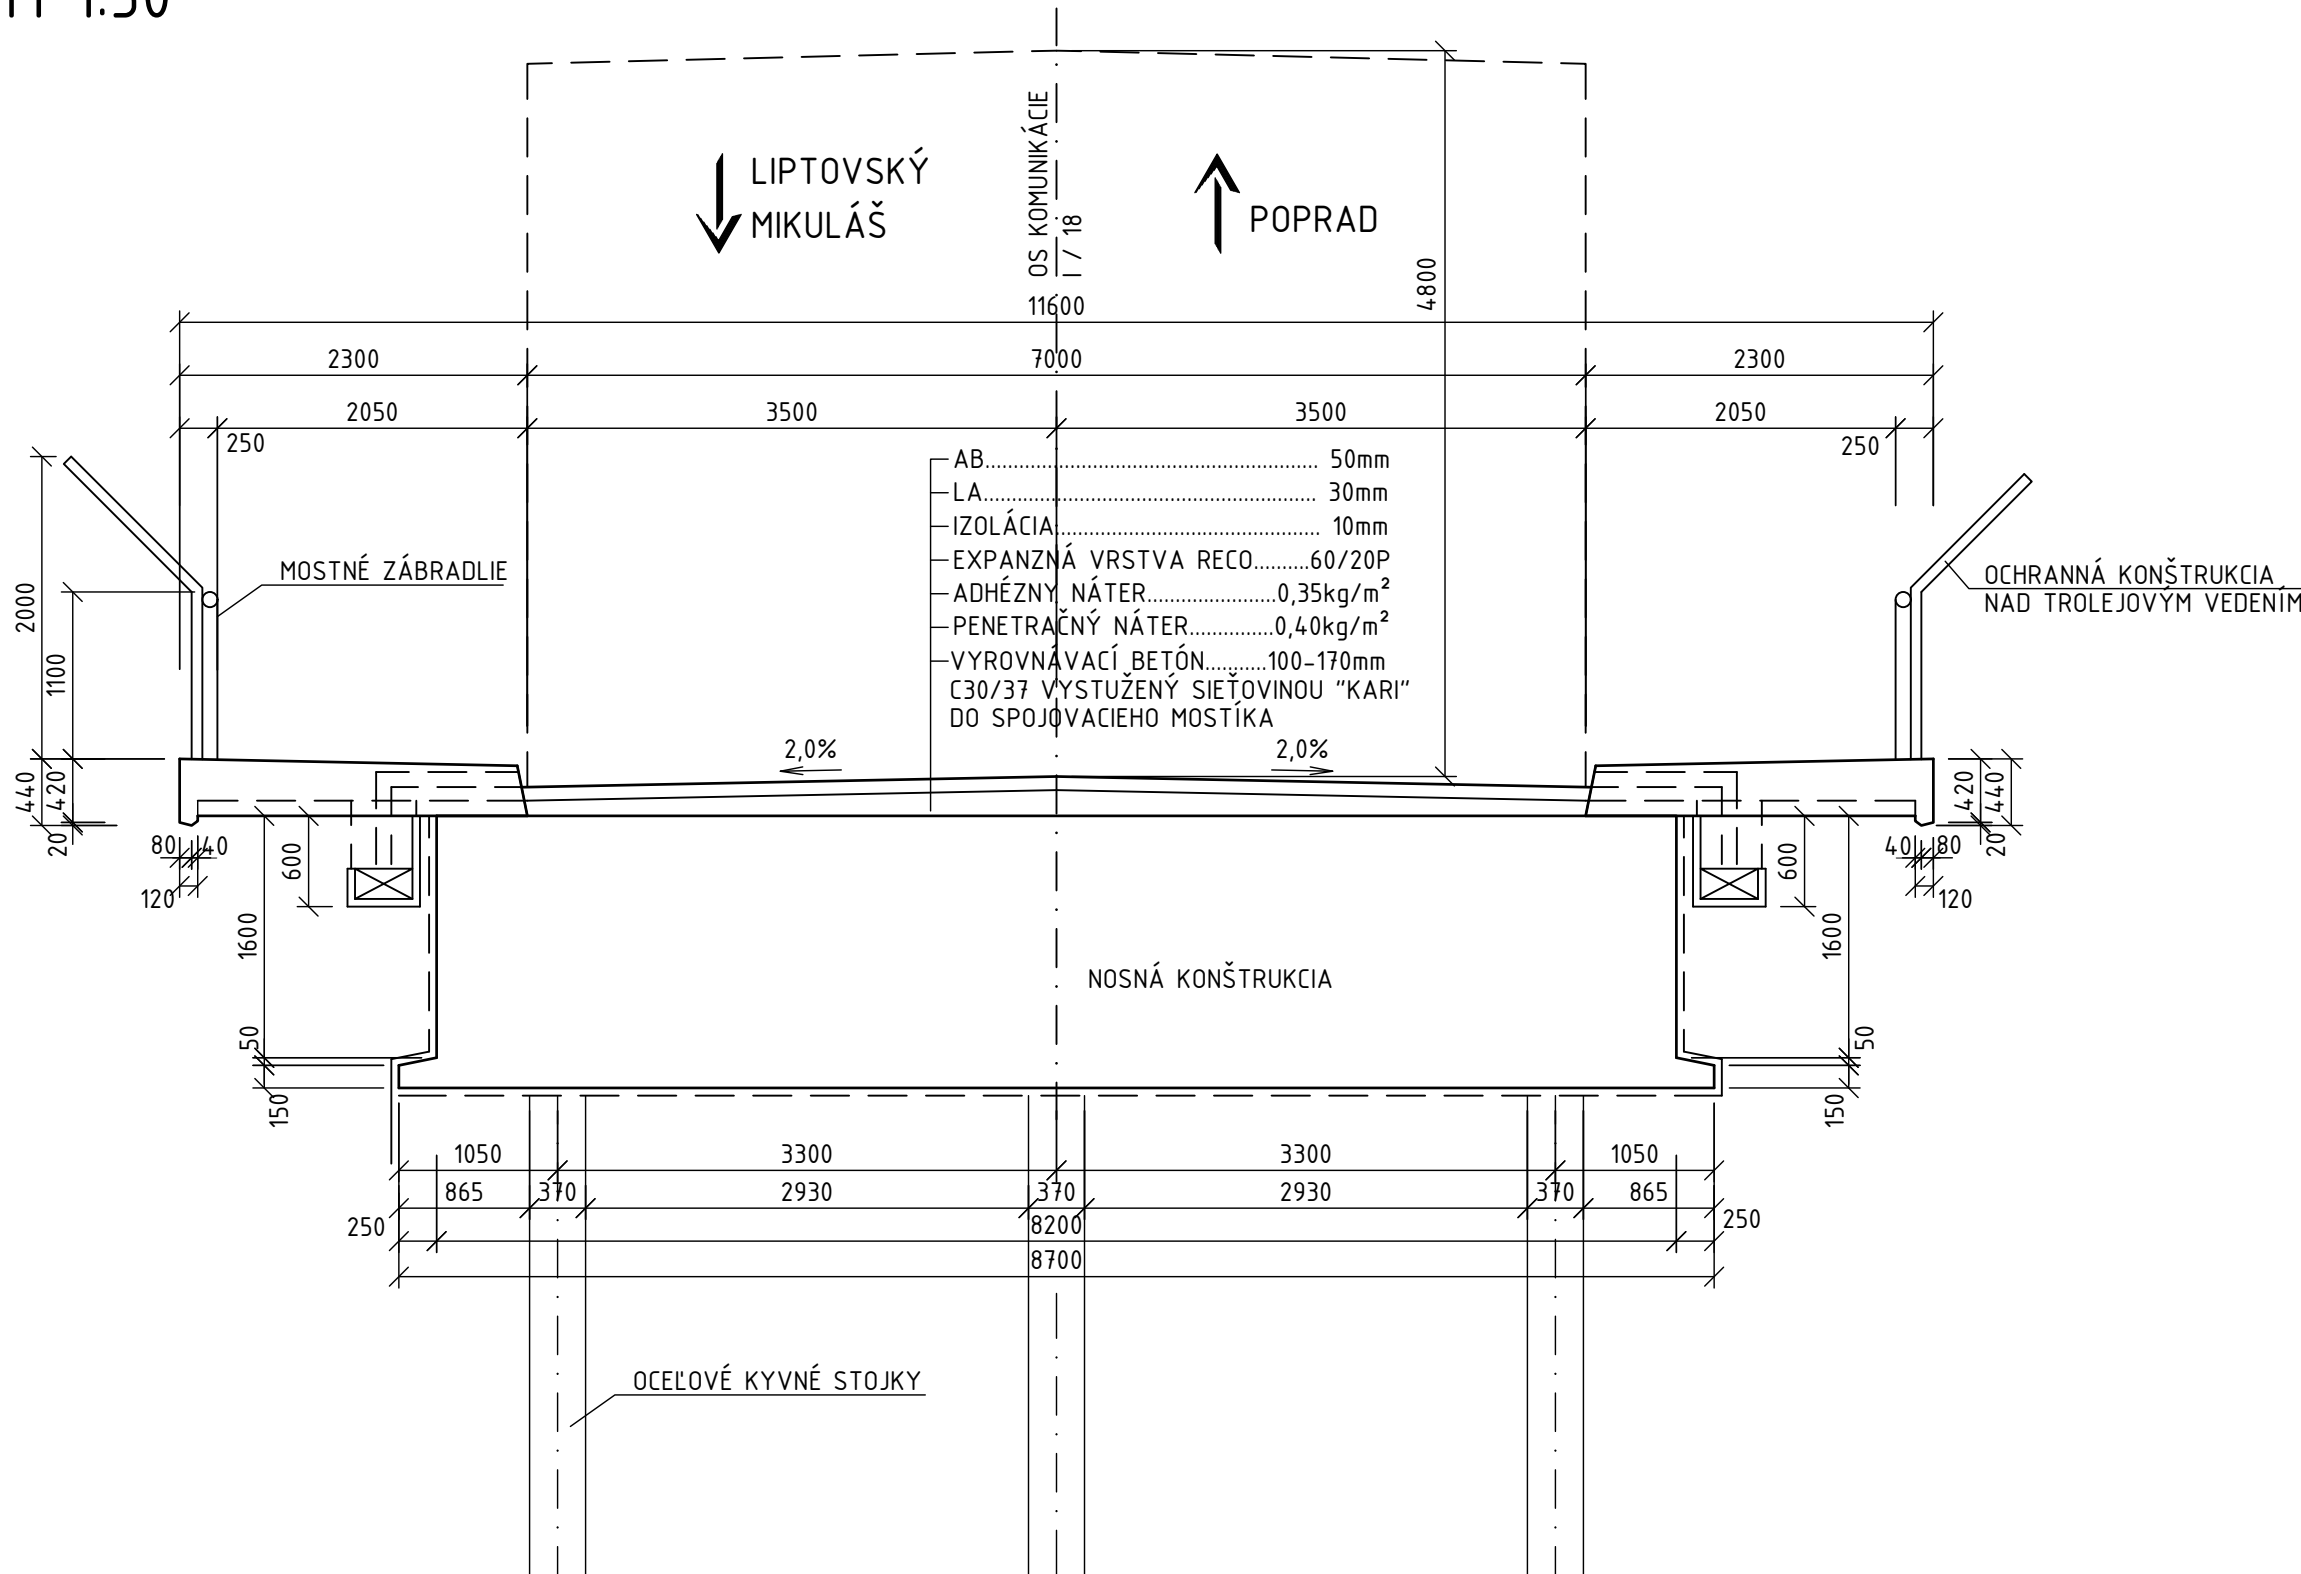 1:50
LIPTOVSKÝ
MIKULÁŠ
OS KOMUNIKÁCIE
I / 18
POPRAD
4800
11600
2300
7000
2300
2050
3500
3500
2050
250
250
AB.......................................................... 50mm
LA.......................................................... 30mm
IZOLÁCIA.............................................. 10mm
EXPANZNÁ VRSTVA RECO..........60/20P
ADHÉZNY NÁTER.......................0,35kg/m²
PENETRAČNÝ NÁTER...............0,40kg/m²
VYROVNÁVACÍ BETÓN...........100-170mm
C30/37 VYSTUŽENÝ SIEŤOVINOU "KARI"
DO SPOJOVACIEHO MOSTÍKA
MOSTNÉ ZÁBRADLIE
OCHRANNÁ KONŠTRUKCIA
NAD TROLEJOVÝM VEDENÍM
2000
1100
2,0%
2,0%
440
420
20
420
440
20
80
40
120
600
1600
50
150
40
80
120
600
1600
50
150
NOSNÁ KONŠTRUKCIA
1050
3300
3300
1050
865
370
2930
370
2930
370
865
250
8200
250
8700
OCEĽOVÉ KYVNÉ STOJKY